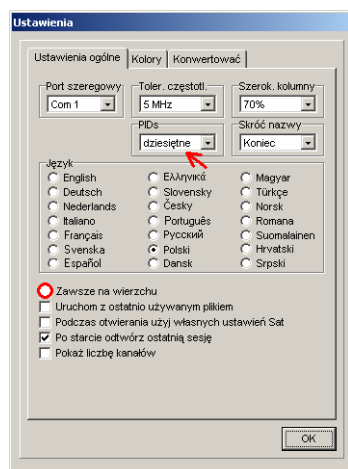 Ustawienia
Ustawienia ogólne Kolory Konwertować
Port szeregowy Toler. częstotl. Szerok. kolumny
Com 1 5 MHz 70%
PIDs Skróć nazwy
dziesiętne Koniec
Język
English Ελληνικά Magyar
Deutsch Slovensky Türkçe
Nederlands Česky Norsk
Italiano Português Romana
Français Русский Suomalainen
Svenska Polski Hrvatski
Español Dansk Srpski
Zawsze na wierzchu
Uruchom z ostatnio używanym plikiem
Podczas otwierania użyj własnych ustawień Sat
Po starcie odtwórz ostatnią sesję
Pokaż liczbę kanałów
OK